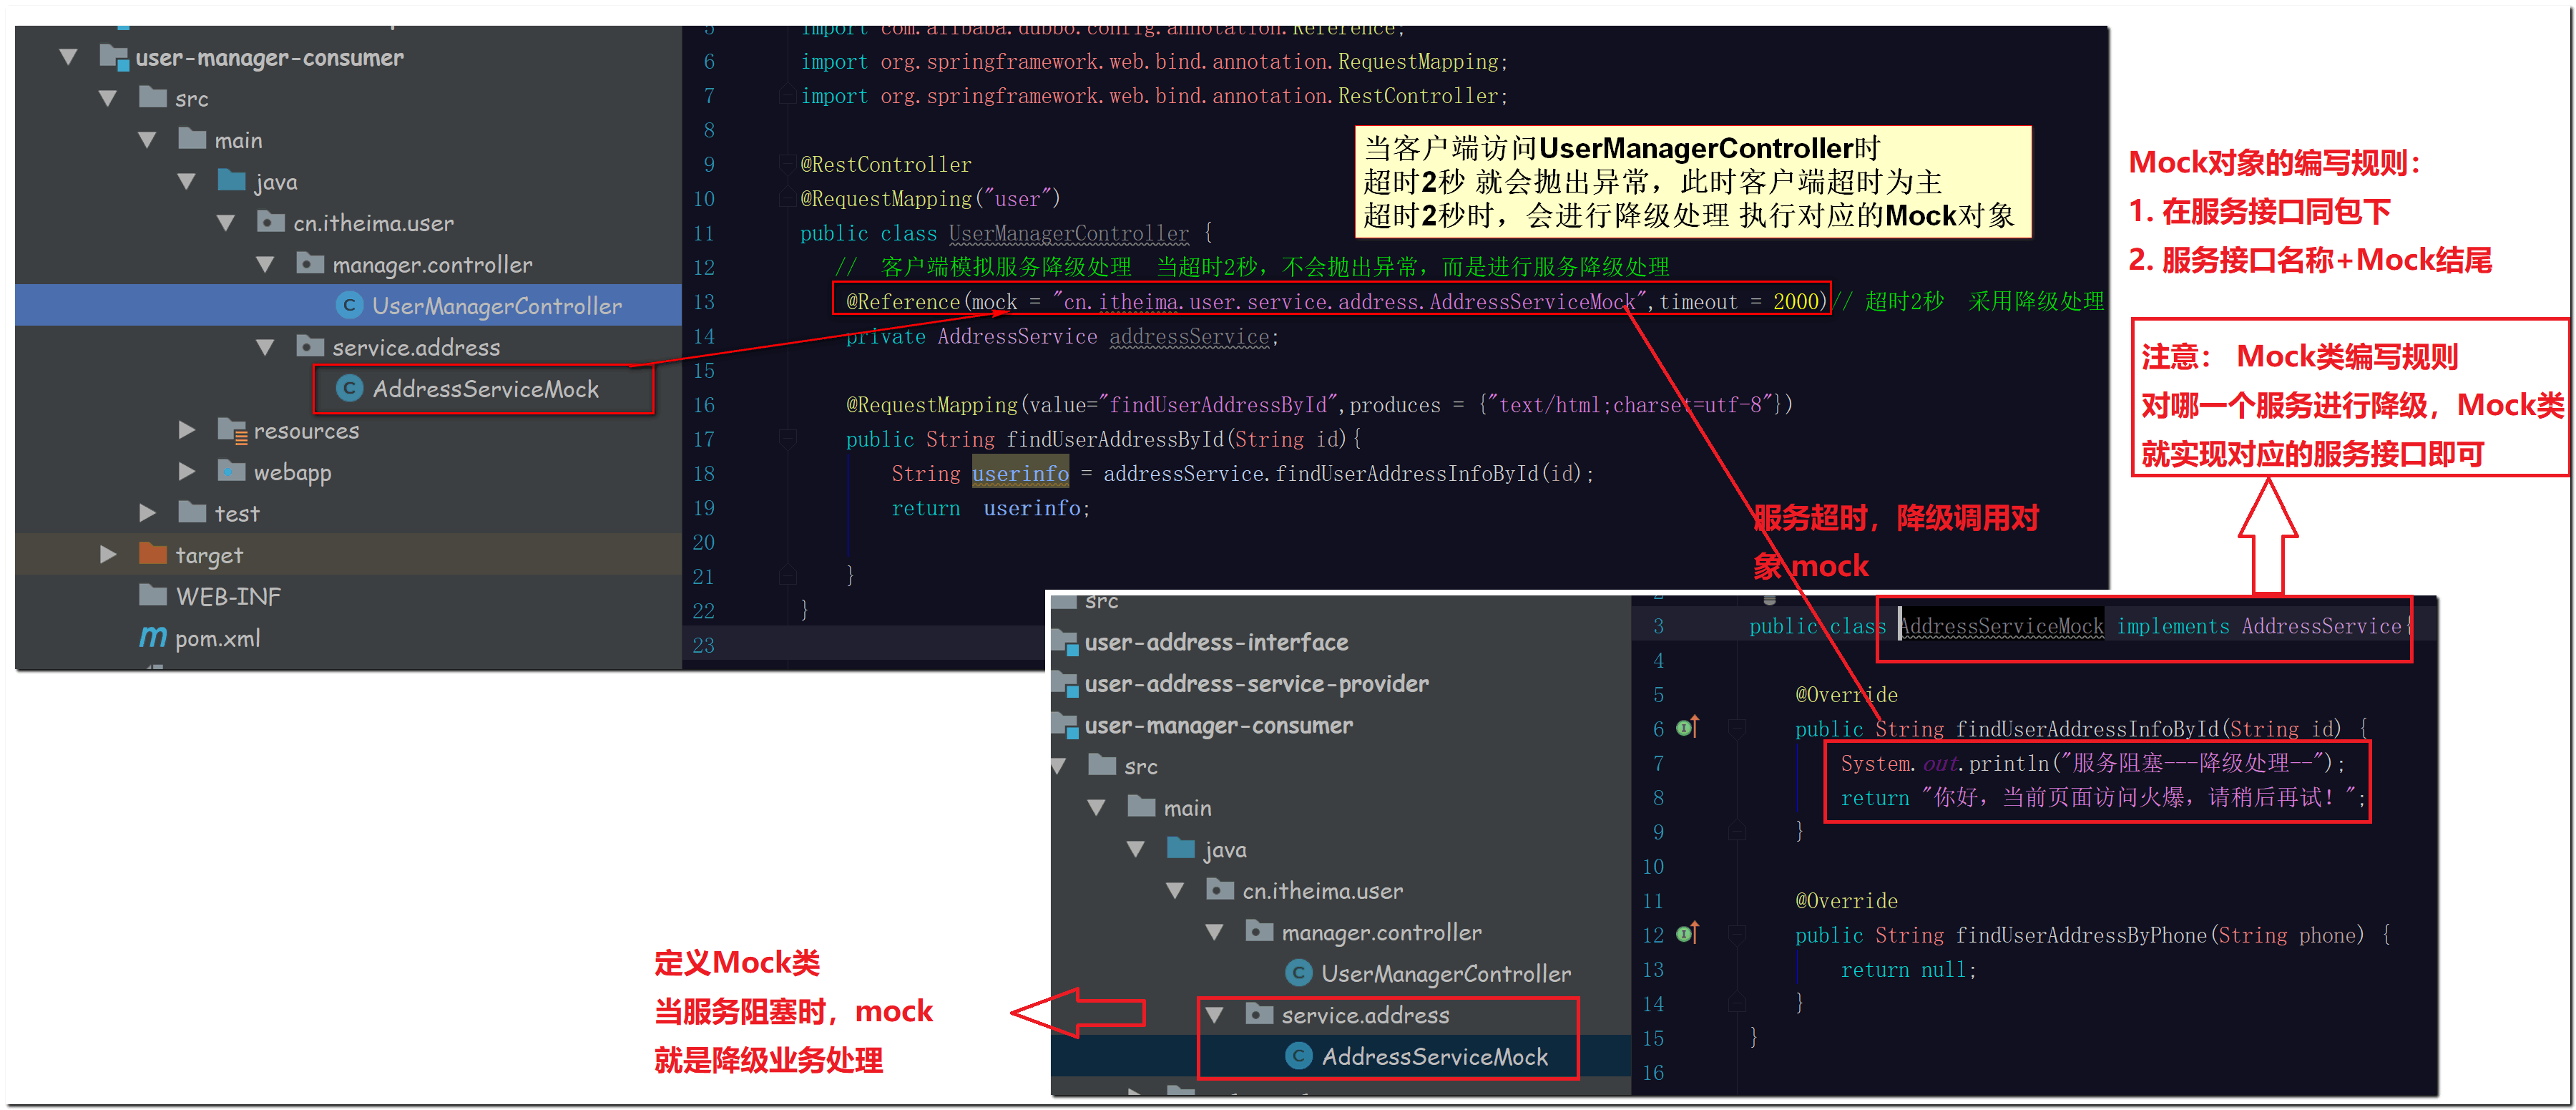 user-manager-consumer
src
main
java
cn.itheima.user
manager.controller
UserManagerController
service.address
AddressServiceMock
resources
webapp
test
target
WEB-INF
pom.xml
5 import com.alibaba.dubbo.config.annotation.Reference;
6 import org.springframework.web.bind.annotation.RequestMapping;
7 import org.springframework.web.bind.annotation.RestController;
8
9 @RestController
10 @RequestMapping("user")
11 public class UserManagerController {
12 // 客户端模拟服务降级处理 当超时2秒，不会抛出异常，而是进行服务降级处理
13 @Reference(mock = "cn.itheima.user.service.address.AddressServiceMock",timeout = 2000)// 超时2秒 采用降级处理
14 private AddressService addressService;
15
16 @RequestMapping(value="findUserAddressById",produces = {"text/html;charset=utf-8"})
17 public String findUserAddressById(String id){
18 String userinfo = addressService.findUserAddressInfoById(id);
19 return userinfo;
20
21 }
22 }
23
当客户端访问UserManagerController时
超时2秒 就会抛出异常，此时客户端超时为主
超时2秒时，会进行降级处理 执行对应的Mock对象
Mock对象的编写规则：
1. 在服务接口同包下
2. 服务接口名称+Mock结尾
注意： Mock类编写规则
对哪一个服务进行降级，Mock类
就实现对应的服务接口即可
服务超时，降级调用对
象 mock
src
user-address-interface
user-address-service-provider
user-manager-consumer
src
main
java
cn.itheima.user
manager.controller
UserManagerController
service.address
AddressServiceMock
3 public class AddressServiceMock implements AddressService{
4
5 @Override
6 public String findUserAddressInfoById(String id) {
7 System.out.println("服务阻塞---降级处理--");
8 return "你好，当前页面访问火爆，请稍后再试！";
9 }
10
11 @Override
12 public String findUserAddressByPhone(String phone) {
13 return null;
14 }
15 }
16
定义Mock类
当服务阻塞时，mock
就是降级业务处理